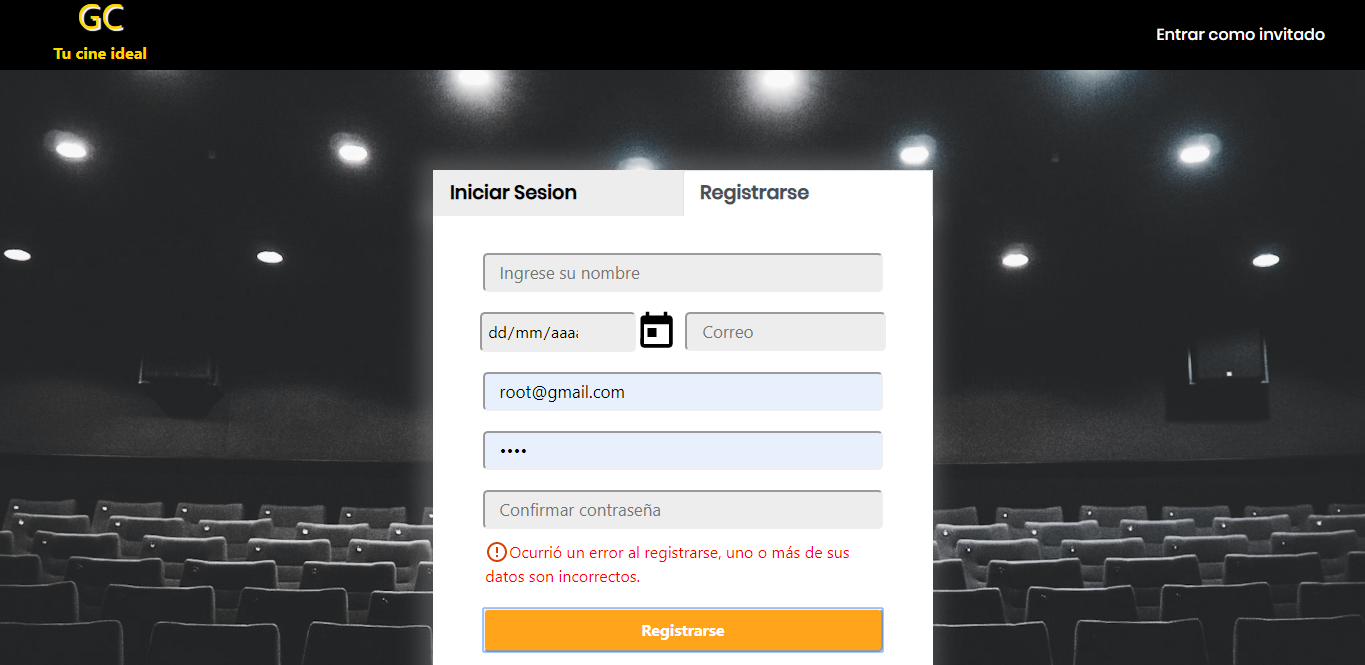 GC
Tu cine ideal
Entrar como invitado
Iniciar Sesion
Registrarse
Ingrese su nombre
dd/mm/aaaa
Correo
root@gmail.com
••••
Confirmar contraseña
Ocurrió un error al registrarse, uno o más de sus
datos son incorrectos.
Registrarse